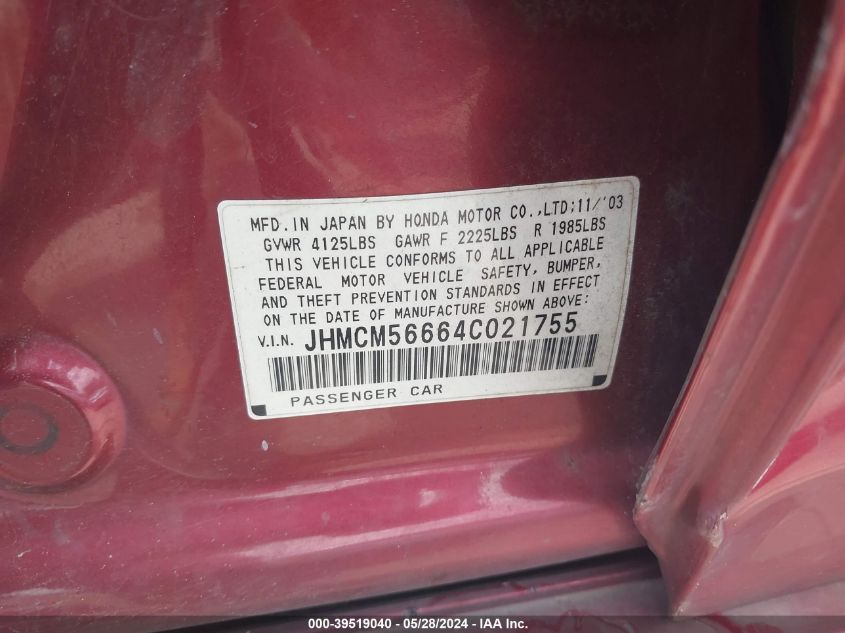 MFD. IN JAPAN BY HONDA MOTOR CO.,LTD;11/'03
GVWR 4125LBS GAWR F 2225LBS R 1985LBS
THIS VEHICLE CONFORMS TO ALL APPLICABLE
FEDERAL MOTOR VEHICLE SAFETY, BUMPER,
AND THEFT PREVENTION STANDARDS IN EFFECT
ON THE DATE OF MANUFACTURE SHOWN ABOVE:
V.I.N. JHMCM56664C021755
PASSENGER CAR
000-39519040 / 05/28/2024 - IAAI.com